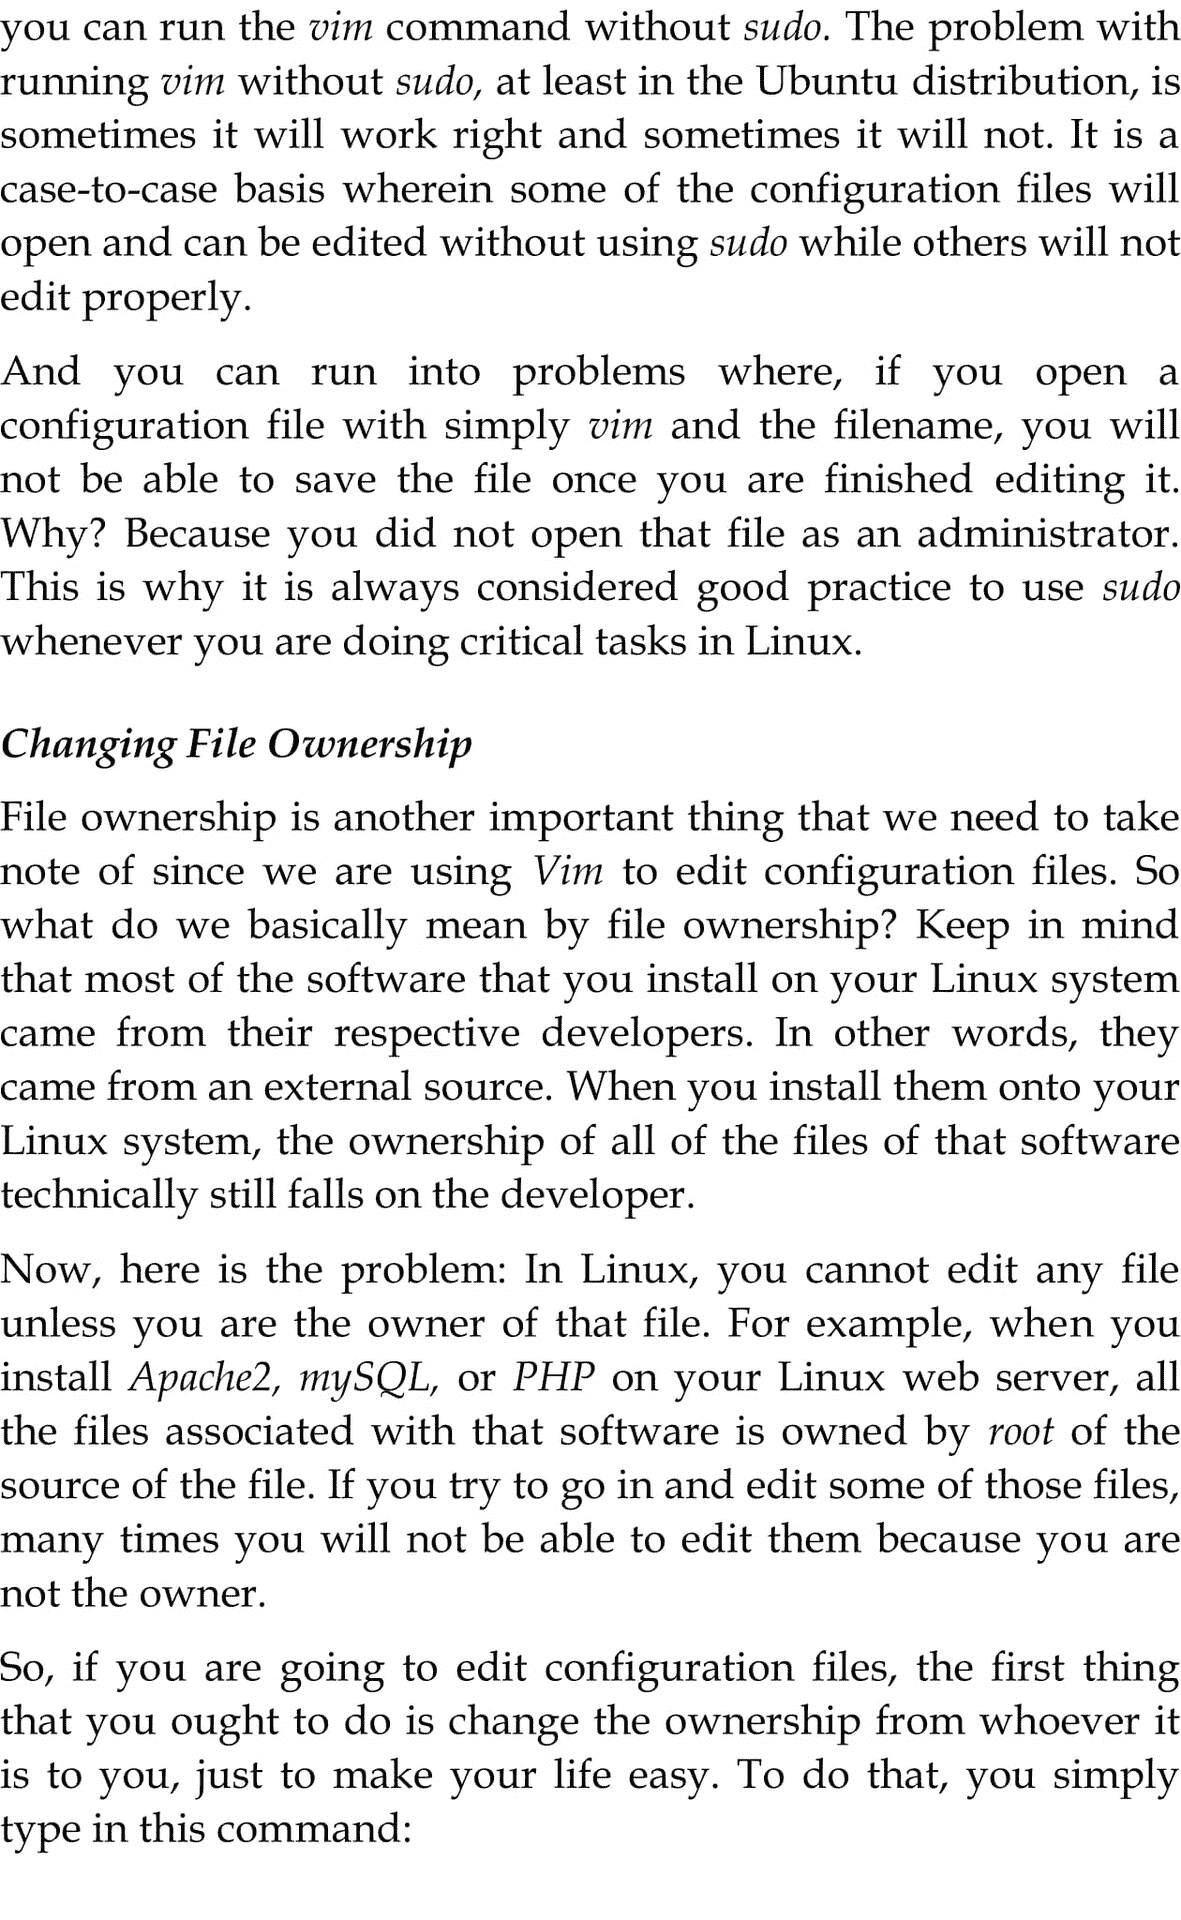 you can run the vim command without sudo. The problem with
running vim without sudo, at least in the Ubuntu distribution, is
sometimes it will work right and sometimes it will not. It is a
case-to-case basis wherein some of the configuration files will
open and can be edited without using sudo while others will not
edit properly.
And you can run into problems where, if you open a
configuration file with simply vim and the filename, you will
not be able to save the file once you are finished editing it.
Why? Because you did not open that file as an administrator.
This is why it is always considered good practice to use sudo
whenever you are doing critical tasks in Linux.
Changing File Ownership
File ownership is another important thing that we need to take
note of since we are using Vim to edit configuration files. So
what do we basically mean by file ownership? Keep in mind
that most of the software that you install on your Linux system
came from their respective developers. In other words, they
came from an external source. When you install them onto your
Linux system, the ownership of all of the files of that software
technically still falls on the developer.
Now, here is the problem: In Linux, you cannot edit any file
unless you are the owner of that file. For example, when you
install Apache2, mySQL, or PHP on your Linux web server, all
the files associated with that software is owned by root of the
source of the file. If you try to go in and edit some of those files,
many times you will not be able to edit them because you are
not the owner.
So, if you are going to edit configuration files, the first thing
that you ought to do is change the ownership from whoever it
is to you, just to make your life easy. To do that, you simply
type in this command: